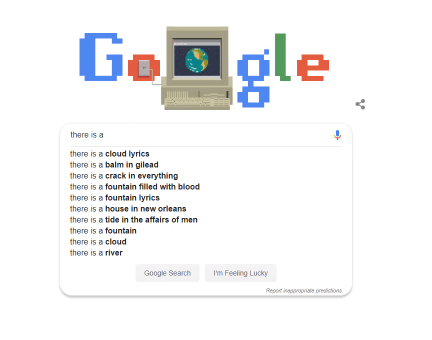 Google
there is a
there is a cloud lyrics
there is a balm in gilead
there is a crack in everything
there is a fountain filled with blood
there is a fountain lyrics
there is a house in new orleans
there is a tide in the affairs of men
there is a fountain
there is a cloud
there is a river
Google Search I'm Feeling Lucky
Report inappropriate predictions